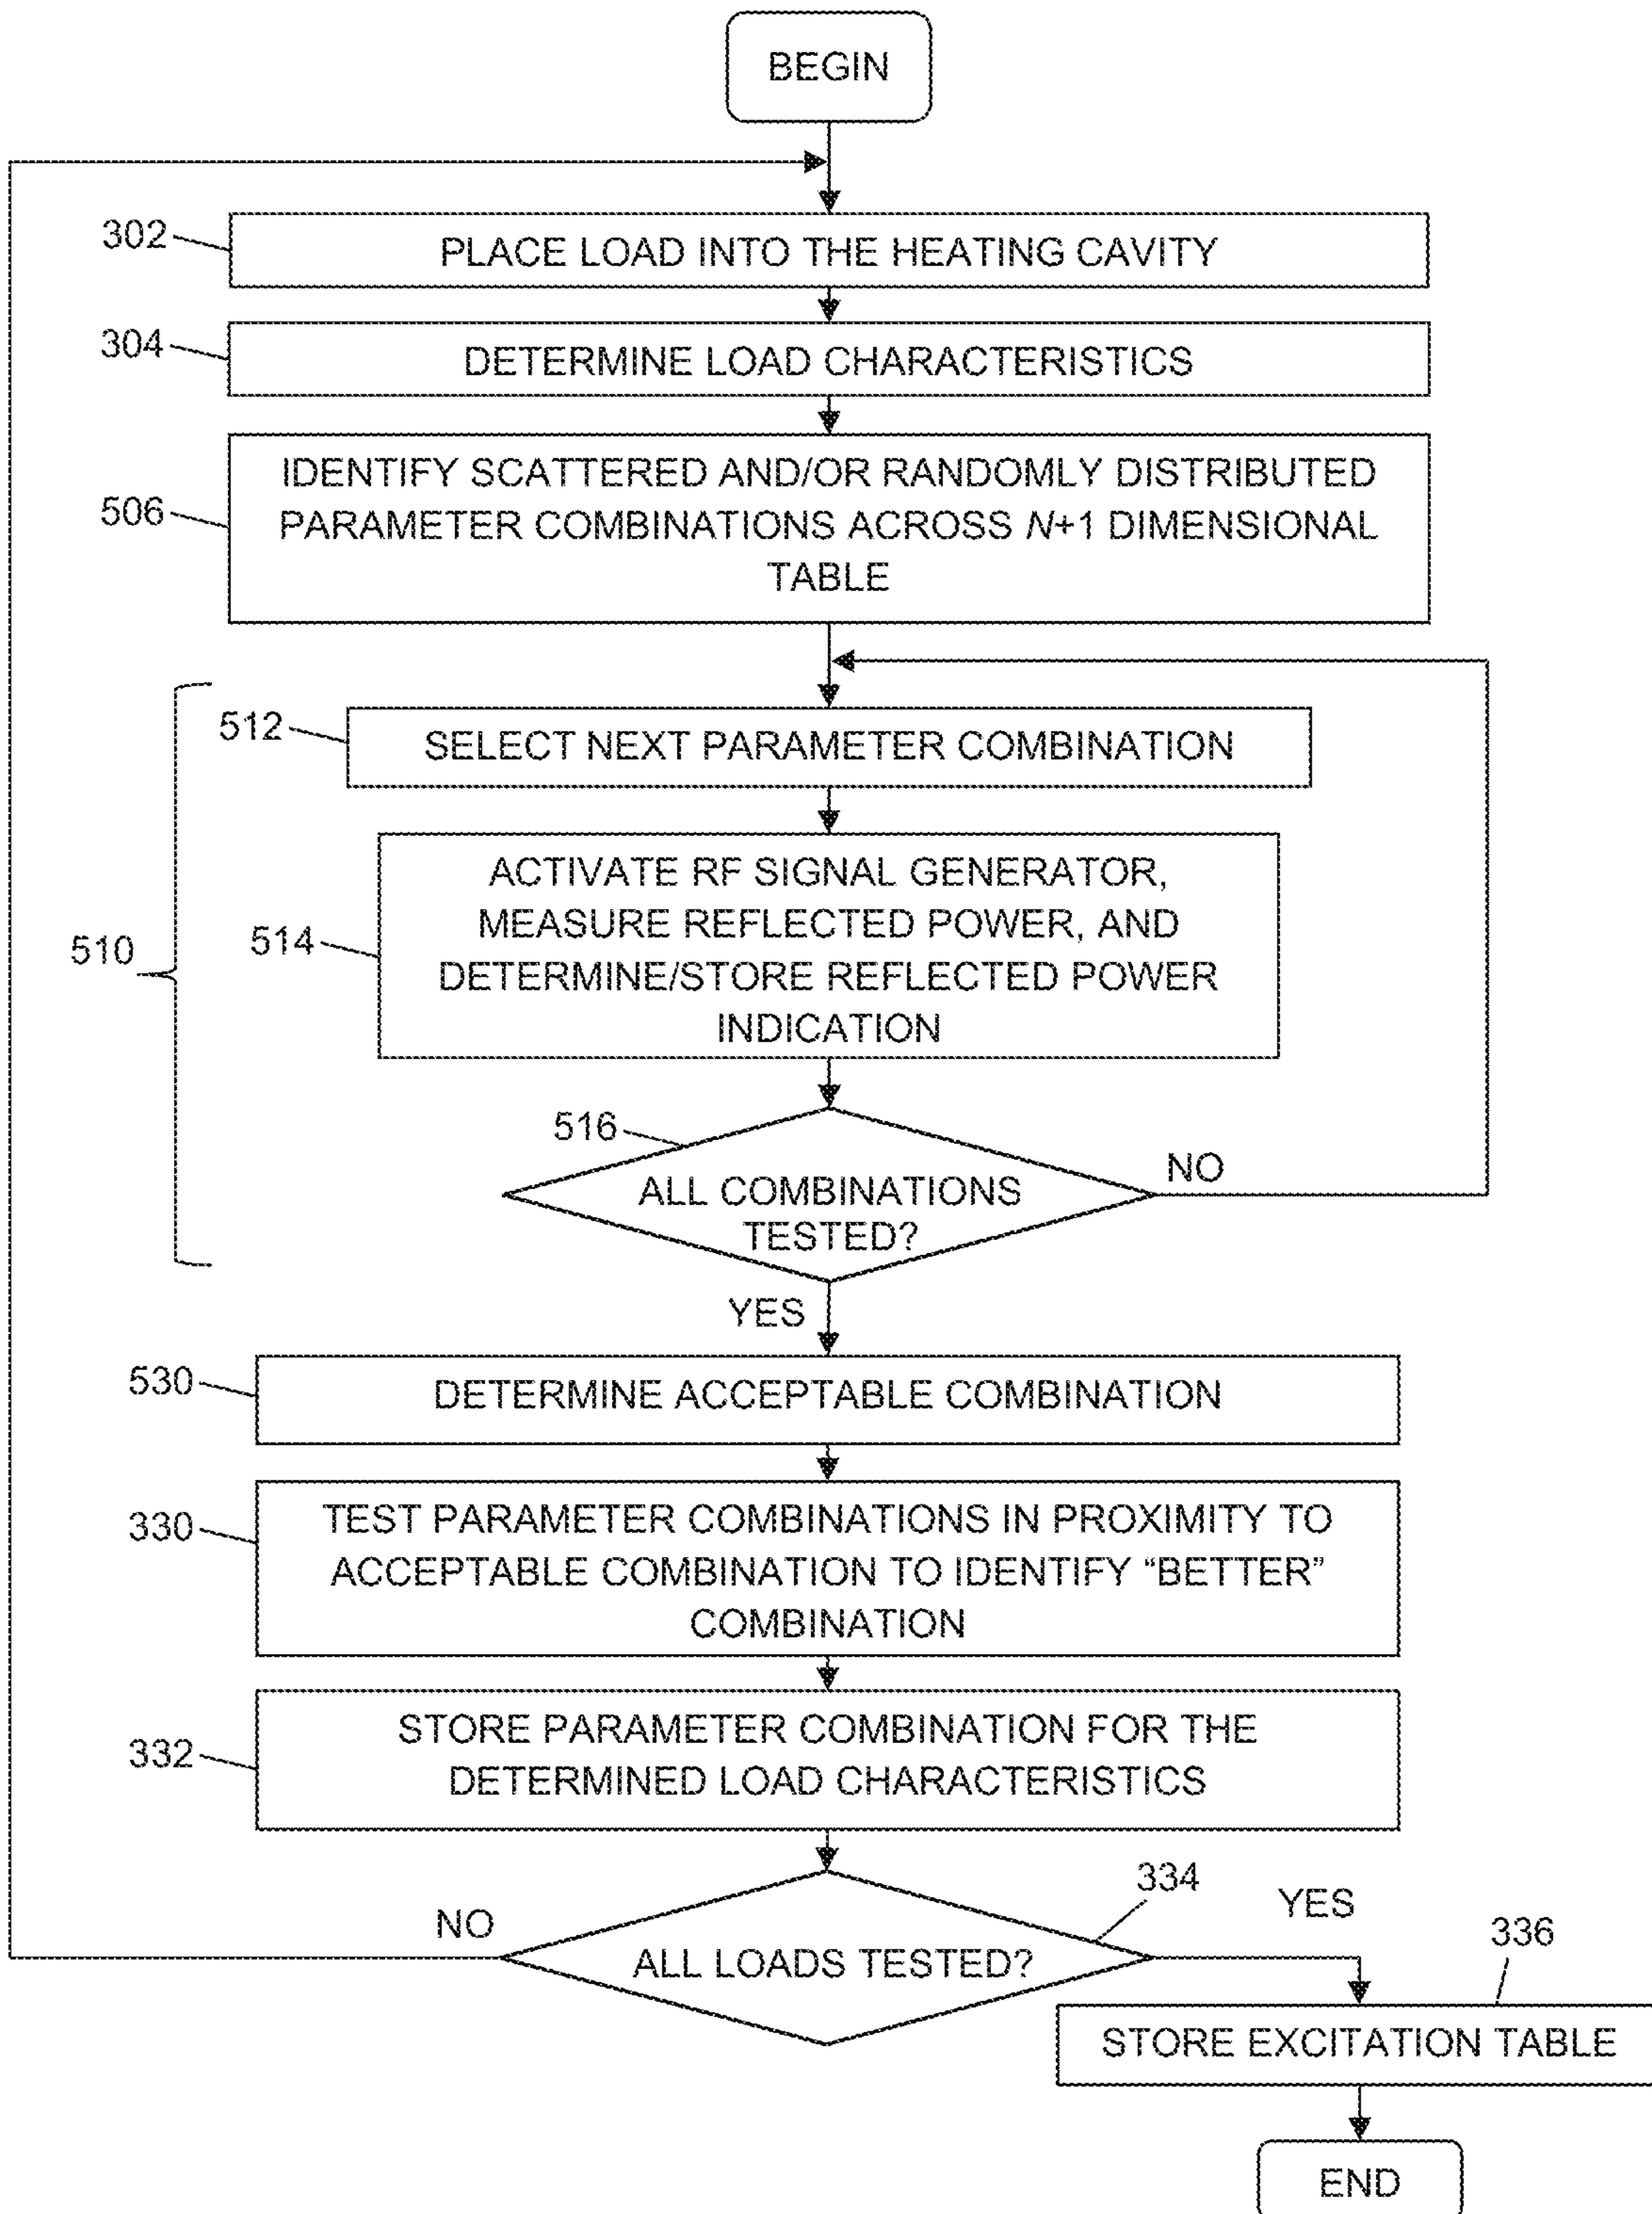 BEGIN
302
PLACE LOAD INTO THE HEATING CAVITY
304
DETERMINE LOAD CHARACTERISTICS
506
IDENTIFY SCATTERED AND/OR RANDOMLY DISTRIBUTED
PARAMETER COMBINATIONS ACROSS N+1 DIMENSIONAL
TABLE
510
512
SELECT NEXT PARAMETER COMBINATION
514
ACTIVATE RF SIGNAL GENERATOR,
MEASURE REFLECTED POWER, AND
DETERMINE/STORE REFLECTED POWER
INDICATION
516
ALL COMBINATIONS
TESTED?
NO
YES
530
DETERMINE ACCEPTABLE COMBINATION
330
TEST PARAMETER COMBINATIONS IN PROXIMITY TO
ACCEPTABLE COMBINATION TO IDENTIFY “BETTER”
COMBINATION
332
STORE PARAMETER COMBINATION FOR THE
DETERMINED LOAD CHARACTERISTICS
334
ALL LOADS TESTED?
NO
YES
336
STORE EXCITATION TABLE
END